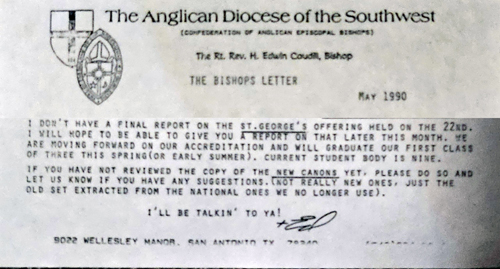 The Anglican Diocese of the Southwest
(CONFEDERATION OF ANGLICAN EPISCOPAL BISHOPS)
The Rt. Rev. H. Edwin Caudill, Bishop
THE BISHOPS LETTER
MAY 1990
I DON'T HAVE A FINAL REPORT ON THE ST.GEORGE'S OFFERING HELD ON THE 22ND.
I WILL HOPE TO BE ABLE TO GIVE YOU A REPORT ON THAT LATER THIS MONTH. WE
ARE MOVING FORWARD ON OUR ACCREDITATION AND WILL GRADUATE OUR FIRST CLASS
OF THREE THIS SPRING(OR EARLY SUMMER). CURRENT STUDENT BODY IS NINE.
IF YOU HAVE NOT REVIEWED THE COPY OF THE NEW CANONS YET, PLEASE DO SO AND
LET US KNOW IF YOU HAVE ANY SUGGESTIONS.(NOT REALLY NEW ONES, JUST THE
OLD SET EXTRACTED FROM THE NATIONAL ONES WE NO LONGER USE).
I'LL BE TALKIN' TO YA!
+Ed
9022 WELLESLEY MANOR, SAN ANTONIO TX